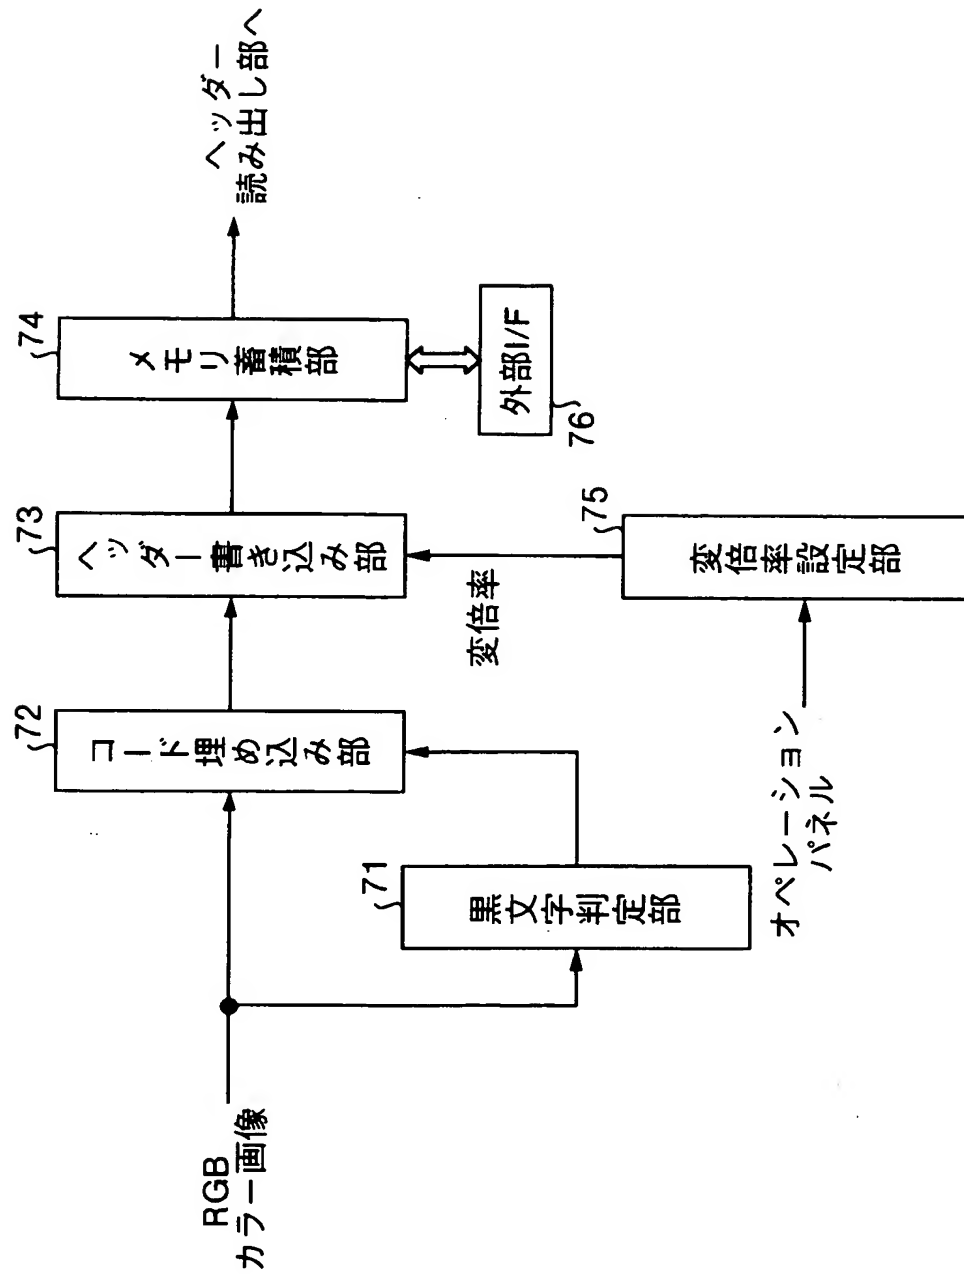 RGB
カラー画像
71
黒文字判定部
72
コード埋め込み部
73
ヘッダー書き込み部
変倍率
75
変倍率設定部
オペレーション
パネル
74
メモリ蓄積部
外部I/F
76
ヘッダー
読み出し部へ